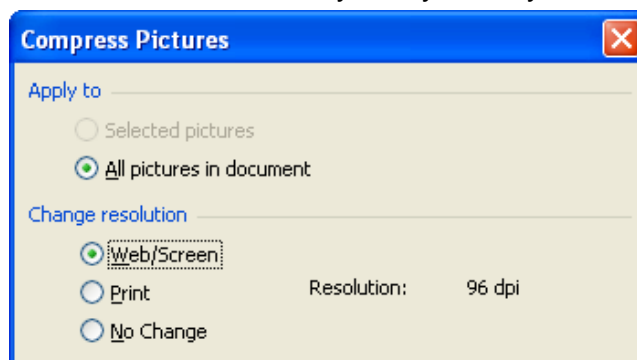 Compress Pictures
Apply to
Selected pictures
All pictures in document
Change resolution
Web/Screen
Print Resolution: 96 dpi
No Change